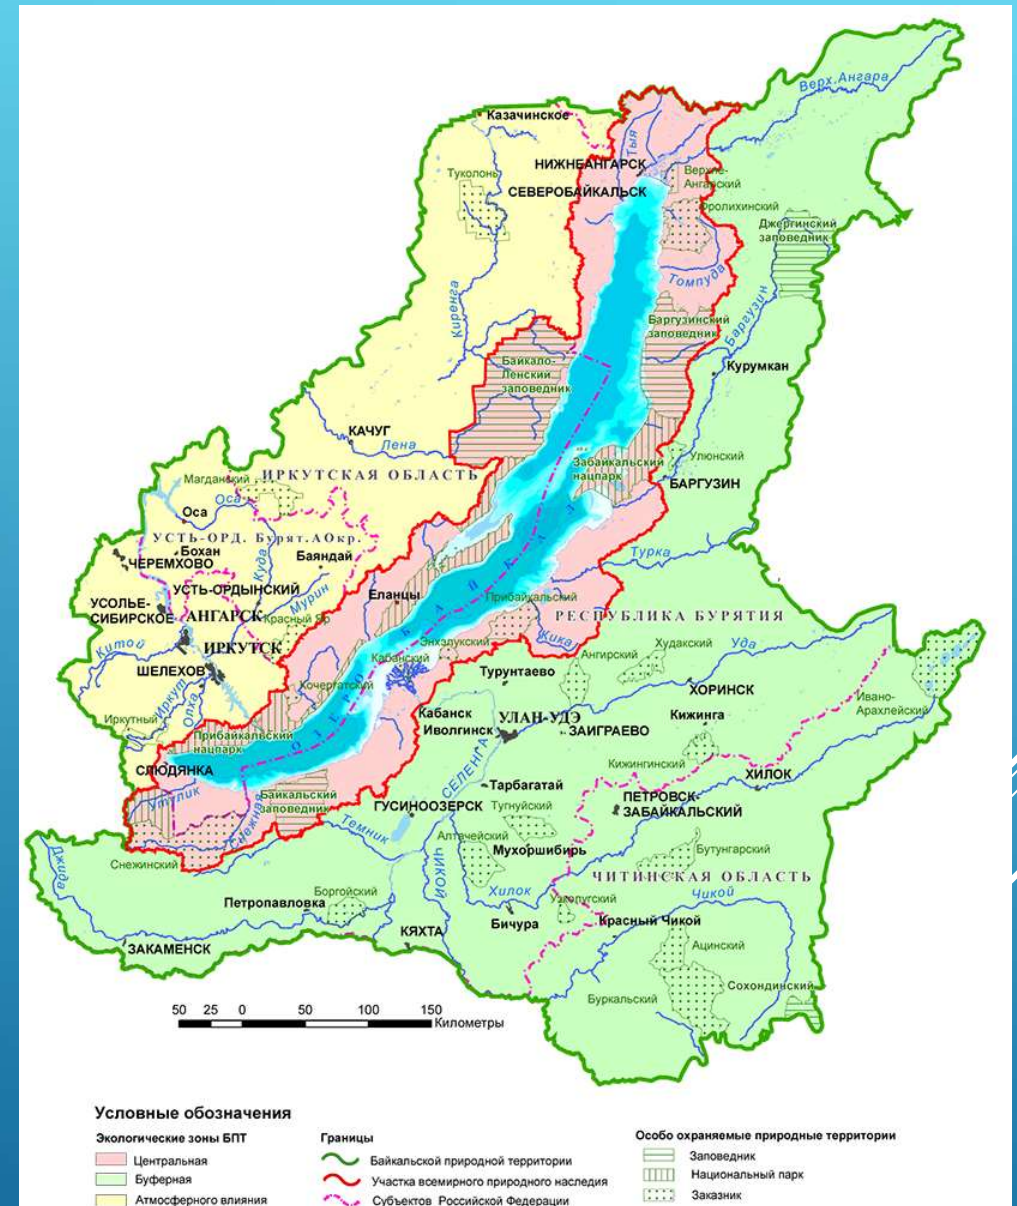 Верх.Ангара
Казачинское
Тыя
НИЖНЕАНГАРСК
СЕВЕРОБАЙКАЛЬСК
Туколонь
Верхне-
Ангарский
Фролихинский
Джергинский
заповедник
Томпуда
Киренга
Баргузин
Баргузинский
заповедник
Байкало-
Ленский
заповедник
Курумкан
КАЧУГ
Лена
Забайкальский
нацпарк
Улюнский
БАРГУЗИН
ИРКУТСКАЯ ОБЛАСТЬ
Магданский
Оса
Оса
УСТЬ-ОРД. Бурят.АОкр.
Бохан
ЧЕРЕМХОВО
Куда
Баяндай
Турка
УСТЬ-ОРДЫНСКИЙ
Мурин
Еланцы
Прибайкальский
УСОЛЬЕ-
СИБИРСКОЕ
АНГАРСК
Красный Яр
РЕСПУБЛИКА БУРЯТИЯ
Китой
ИРКУТСК
Энхэлукский
Кика
Худакский
Уда
Ангирский
ШЕЛЕХОВ
Кабанский
Турунтаево
Иркут
Олха
Кочергатский
ХОРИНСК
Ивано-
Арахлейский
Иркутный
Кабанск
УЛАН-УДЭ
Кижинга
Иволгинск
ЗАИГРАЕВО
Прибайкальский
нацпарк
ОЗЕРО БАЙКАЛ
СЛЮДЯНКА
СЕЛЕНГА
Кижингинский
ХИЛОК
Утулик
Байкальский
заповедник
Тарбагатай
ПЕТРОВСК-
ЗАБАЙКАЛЬСКИЙ
Снежная
ГУСИНООЗЕРСК
Тугнуйский
Темник
Алтачейский
Мухоршибирь
Бутунгарский
Джида
Снежинский
ЧИКОЙ
ЧИТИНСКАЯ ОБЛАСТЬ
Боргойский
Хилок
Чикой
Петропавловка
Узколугский
Бичура
Красный Чикой
КЯХТА
ЗАКАМЕНСК
Ацинский
Сохондинский
Буркальский
50 25 0 50 100 150
Километры
Условные обозначения
Экологические зоны БПТ
Центральная
Буферная
Атмосферного влияния
Границы
Байкальской природной территории
Участка всемирного природного наследия
Субъектов Российской Федерации
Особо охраняемые природные территории
Заповедник
Национальный парк
Заказник